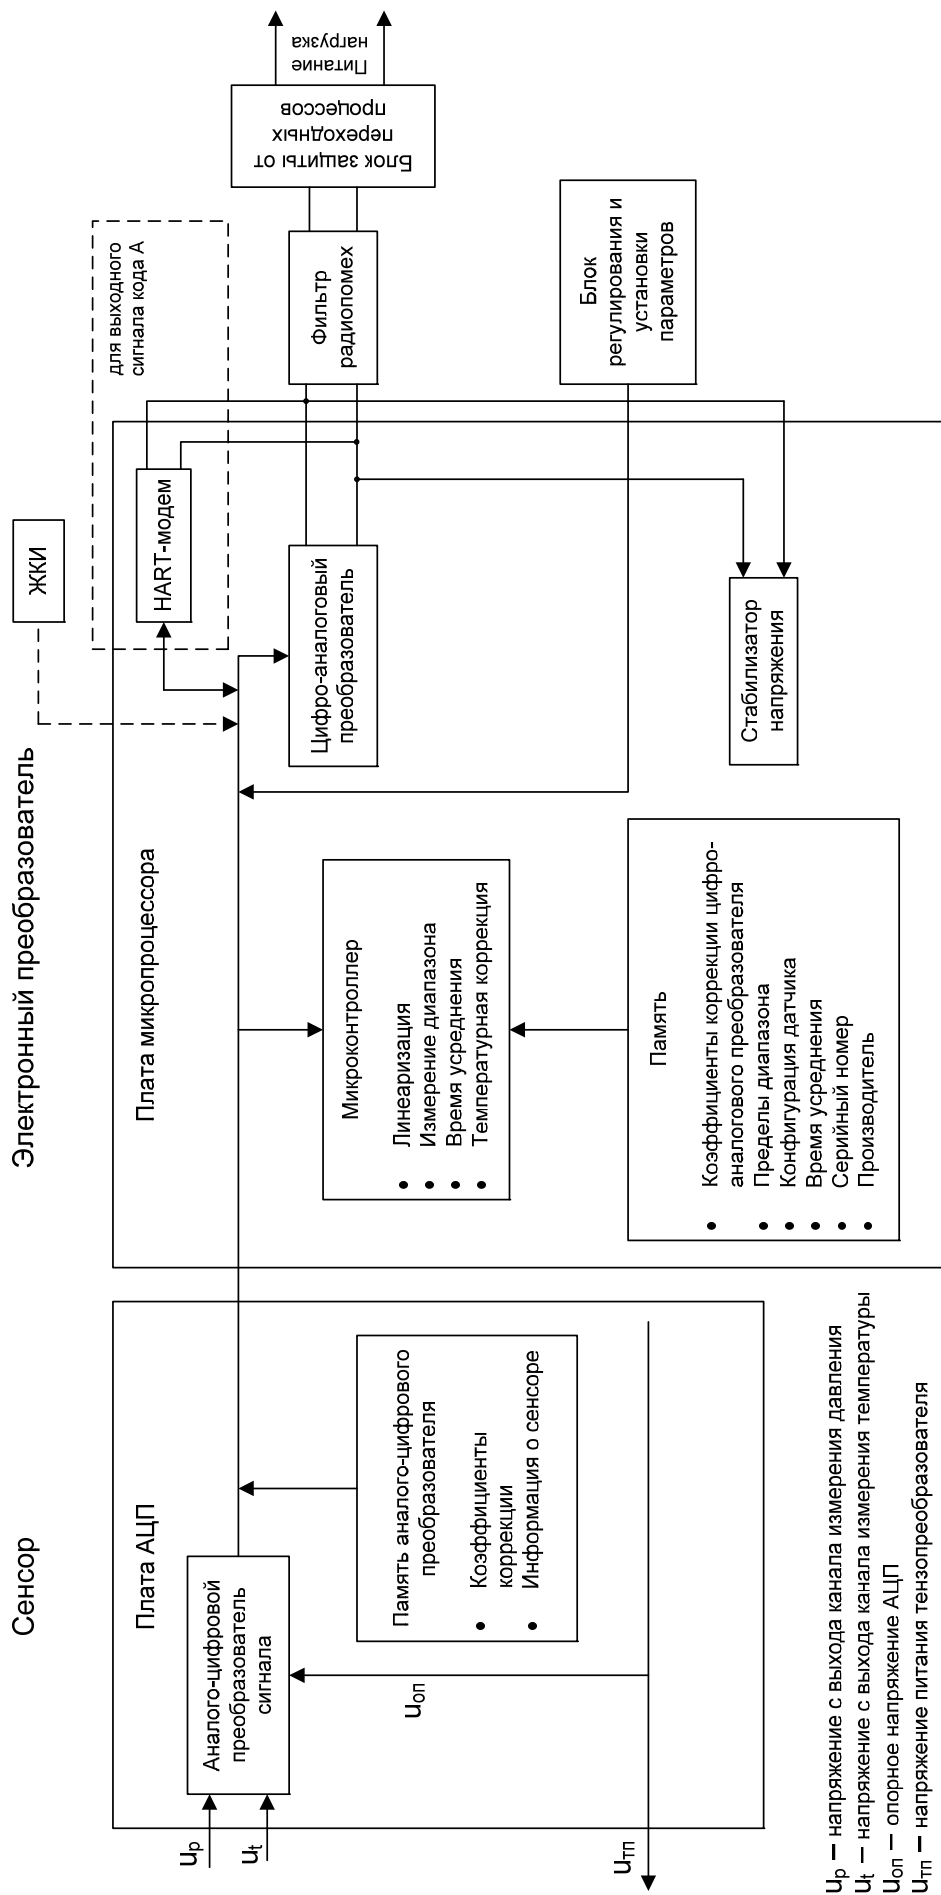 Сенсор
Электронный преобразователь
Плата АЦП
Аналого-цифровой
преобразователь
сигнала
uр
ut
uоп
uтп
Память аналого-цифрового
преобразователя
• Коэффициенты
коррекции
• Информация о сенсоре
Плата микропроцессора
Микроконтроллер
• Линеаризация
• Измерение диапазона
• Время усреднения
• Температурная коррекция
Память
• Коэффициенты коррекции цифро-
аналогового преобразователя
• Пределы диапазона
• Конфигурация датчика
• Время усреднения
• Серийный номер
• Производитель
ЖКИ
HART-модем
для выходного
сигнала кода А
Цифро-аналоговый
преобразователь
Стабилизатор
напряжения
Фильтр
радиопомех
Блок
регулирования и
установки
параметров
Блок защиты от
переходных
процессов
Питание
нагрузка
uр – напряжение с выхода канала измерения давления
ut – напряжение с выхода канала измерения температуры
uоп – опорное напряжение АЦП
uтп – напряжение питания тензопреобразователя